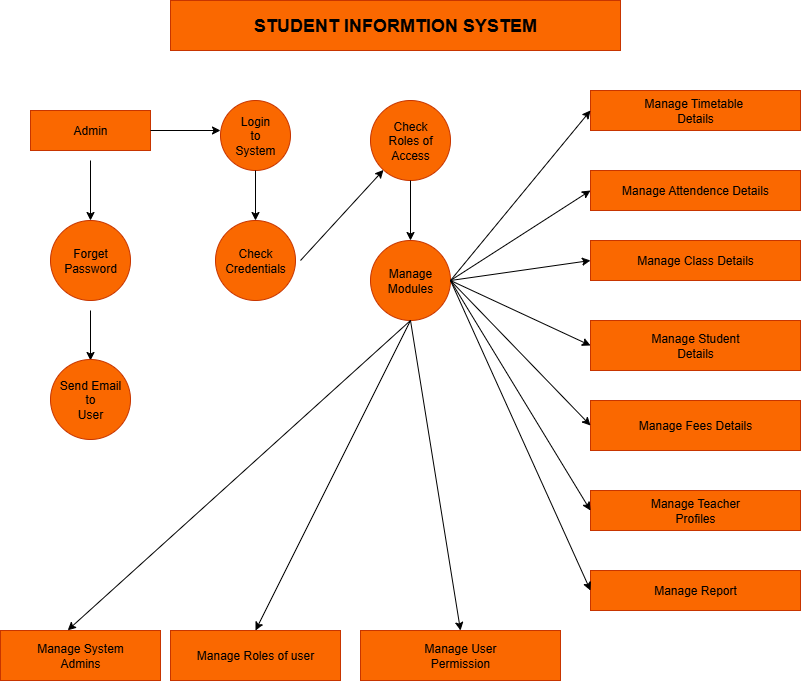 STUDENT INFORMTION SYSTEM
Admin
Login
to
System
Check
Roles of
Access
Manage Timetable
Details
Manage Attendence Details
Forget
Password
Check
Credentials
Manage
Modules
Manage Class Details
Manage Student
Details
Send Email
to
User
Manage Fees Details
Manage Teacher
Profiles
Manage Report
Manage System
Admins
Manage Roles of user
Manage User
Permission